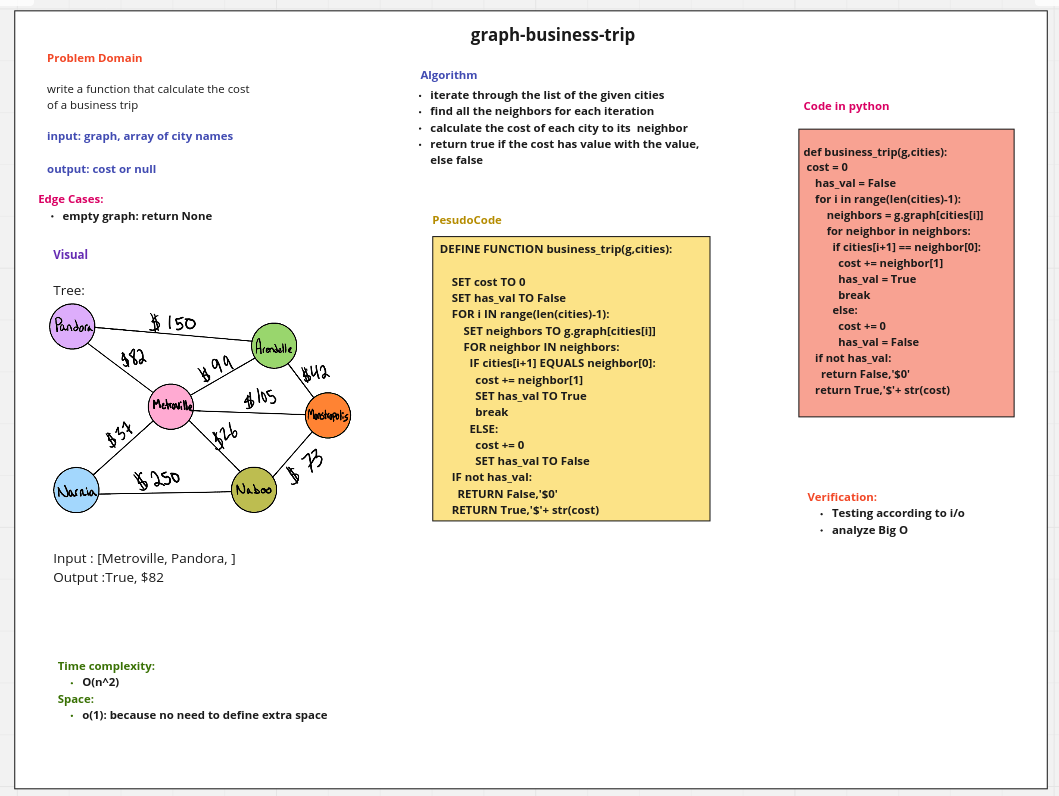 graph-business-trip
Problem Domain
write a function that calculate the cost
of a business trip
input: graph, array of city names
output: cost or null
Edge Cases:
· empty graph: return None
Visual
Tree:
Pandora
$150
Arendelle
$82
$99
$42
Metroville
$105
Monstropolis
$37
$26
$73
Narnia
$250
Naboo
Input : [Metroville, Pandora, ]
Output :True, $82
Time complexity:
· O(n^2)
Space:
· o(1): because no need to define extra space
Algorithm
· iterate through the list of the given cities
· find all the neighbors for each iteration
· calculate the cost of each city to its neighbor
· return true if the cost has value with the value,
else false
PesudoCode
DEFINE FUNCTION business_trip(g,cities):
SET cost TO 0
SET has_val TO False
FOR i IN range(len(cities)-1):
SET neighbors TO g.graph[cities[i]]
FOR neighbor IN neighbors:
IF cities[i+1] EQUALS neighbor[0]:
cost += neighbor[1]
SET has_val TO True
break
ELSE:
cost += 0
SET has_val TO False
IF not has_val:
RETURN False,'$0'
RETURN True,'$'+ str(cost)
Code in python
def business_trip(g,cities):
cost = 0
has_val = False
for i in range(len(cities)-1):
neighbors = g.graph[cities[i]]
for neighbor in neighbors:
if cities[i+1] == neighbor[0]:
cost += neighbor[1]
has_val = True
break
else:
cost += 0
has_val = False
if not has_val:
return False,'$0'
return True,'$'+ str(cost)
Verification:
· Testing according to i/o
· analyze Big O